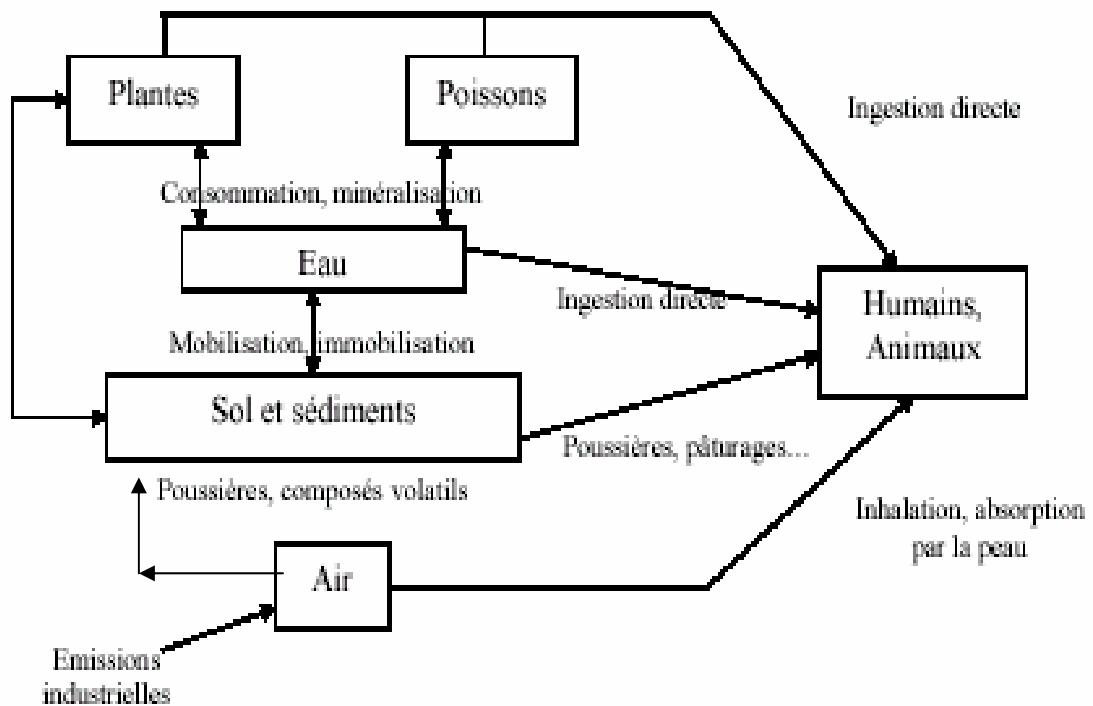 Plantes
Poissons
Ingestion directe
Consommation, minéralisation
Eau
Ingestion directe
Humains,
Animaux
Mobilisation, immobilisation
Sol et sédiments
Poussières, pâturages...
Poussières, composés volatils
Inhalation, absorption
par la peau
Air
Emissions
industrielles